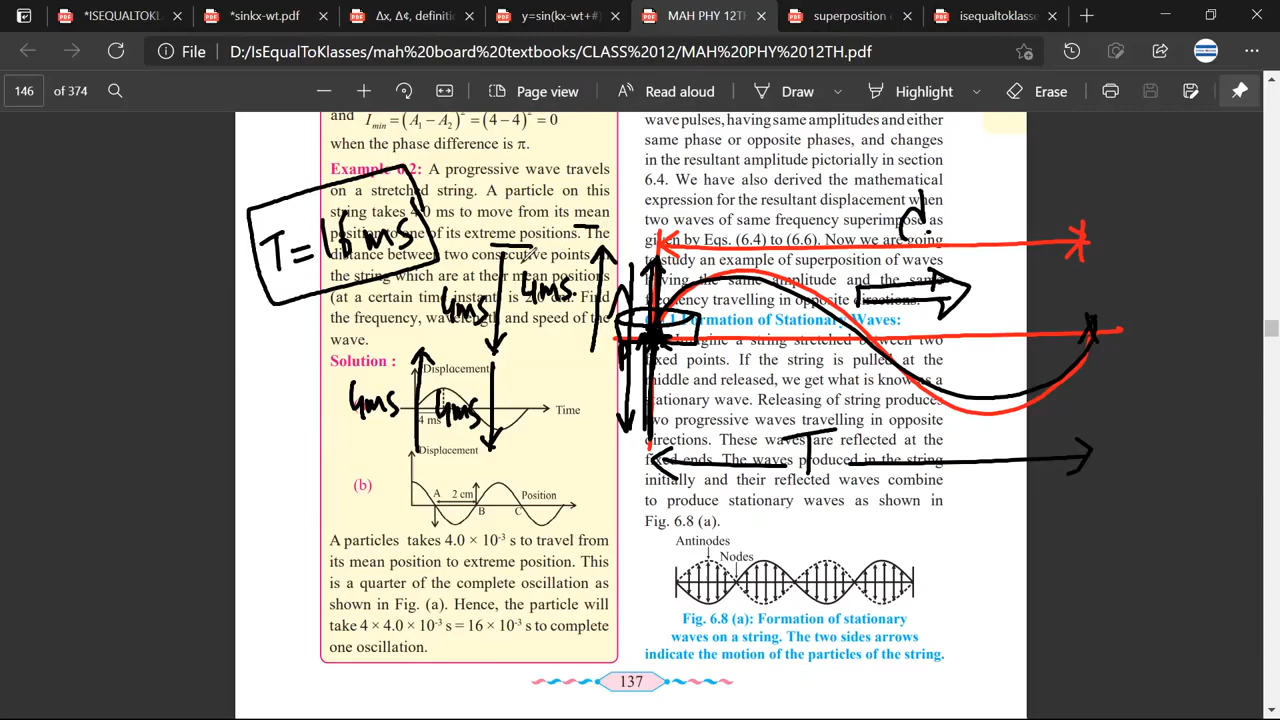 *ISEQUALTOKL
*sinkx-wt.pdf
Δx, Δ¢, definiti
y=sin(kx-wt+#)
MAH PHY 12TH
superposition
isequaltoklasse
File D:/IsEqualToKlasses/mah%20board%20textbooks/CLASS%2012/MAH%20PHY%2012TH.pdf
146 of 374
Page view
Read aloud
Draw
Highlight
Erase
and I min = (A1 – A2)² = (4 – 4)² = 0
when the phase difference is π.
Example 6.2: A progressive wave travels
on a stretched string. A particle on this
string takes 4.0 ms to move from its mean
position to one of its extreme positions. The
distance between two consecutive points
the string which are at their mean positions
(at a certain time instant) is 2 cm. Find
the frequency, wavelength and speed of the
wave.
Solution :
Displacement
Time
4 ms
Displacement
(b)
A
2 cm
B
C
Position
A particles takes 4.0 × 10⁻³ s to travel from
its mean position to extreme position. This
is a quarter of the complete oscillation as
shown in Fig. (a). Hence, the particle will
take 4 × 4.0 × 10⁻³ s = 16 × 10⁻³ s to complete
one oscillation.
T = 16 ms
4ms
4ms.
4ms
4ms
wave pulses, having same amplitudes and either
same phase or opposite phases, and changes
in the resultant amplitude pictorially in section
6.4. We have also derived the mathematical
expression for the resultant displacement when
two waves of same frequency superimpose as
given by Eqs. (6.4) to (6.6). Now we are going
to study an example of superposition of waves
having the same amplitude and the same
frequency travelling in opposite directions.
Formation of Stationary Waves:
Imagine a string stretched between two
fixed points. If the string is pulled at the
middle and released, we get what is known as a
stationary wave. Releasing of string produces
two progressive waves travelling in opposite
directions. These waves are reflected at the
fixed ends. The waves produced in the string
initially and their reflected waves combine
to produce stationary waves as shown in
Fig. 6.8 (a).
d
T
Antinodes
Nodes
Fig. 6.8 (a): Formation of stationary
waves on a string. The two sides arrows
indicate the motion of the particles of the string.
137